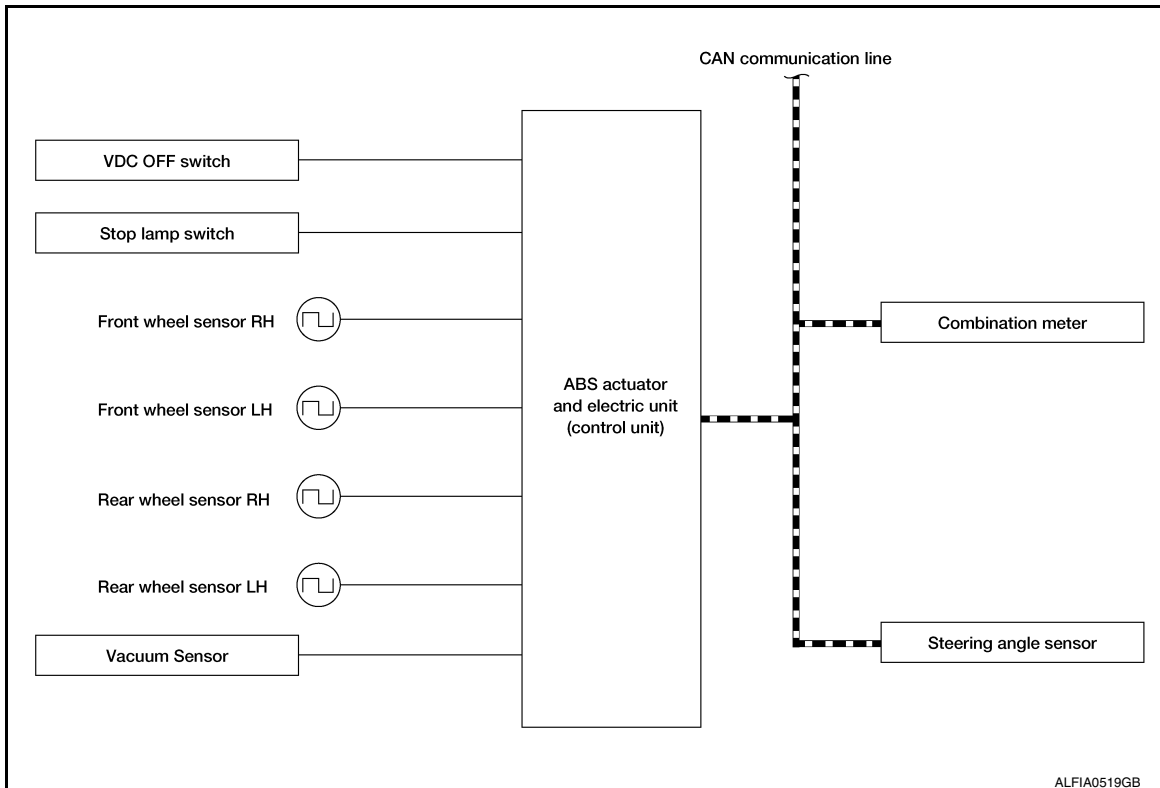 CAN communication line
VDC OFF switch
Stop lamp switch
Front wheel sensor RH
Front wheel sensor LH
Rear wheel sensor RH
Rear wheel sensor LH
Vacuum Sensor
ABS actuator
and electric unit
(control unit)
Combination meter
Steering angle sensor
ALFIA0519GB